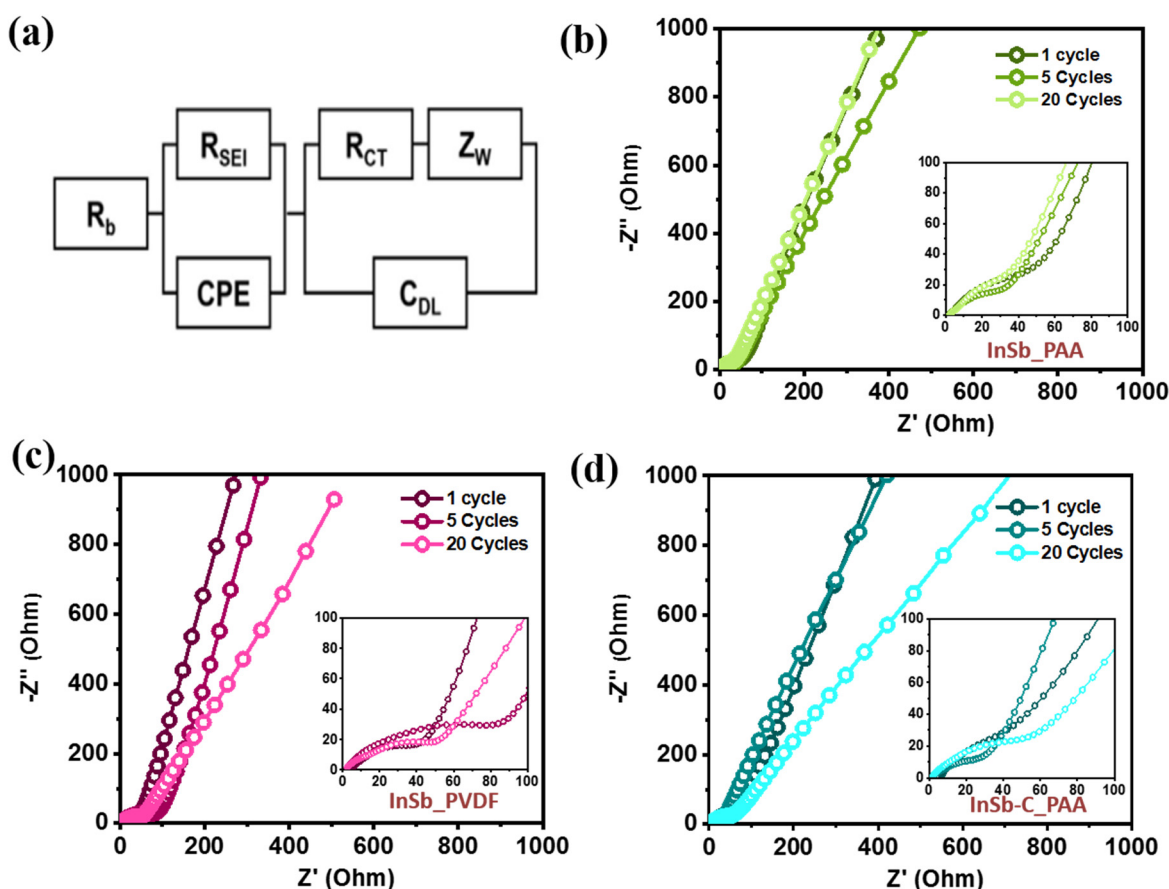 (a)
R_b
R_SEI
CPE
R_CT
Z_W
C_DL
(b)
1000
800
600
400
200
0
-Z'' (Ohm)
0 200 400 600 800 1000
Z' (Ohm)
1 cycle
5 Cycles
20 Cycles
100
80
60
40
20
0
0 20 40 60 80 100
InSb_PAA
(c)
1000
800
600
400
200
0
-Z'' (Ohm)
0 200 400 600 800 1000
Z' (Ohm)
1 cycle
5 Cycles
20 Cycles
100
80
60
40
20
0
0 20 40 60 80 100
InSb_PVDF
(d)
1000
800
600
400
200
0
-Z'' (Ohm)
0 200 400 600 800 1000
Z' (Ohm)
1 cycle
5 Cycles
20 Cycles
100
80
60
40
20
0
0 20 40 60 80 100
InSb-C_PAA